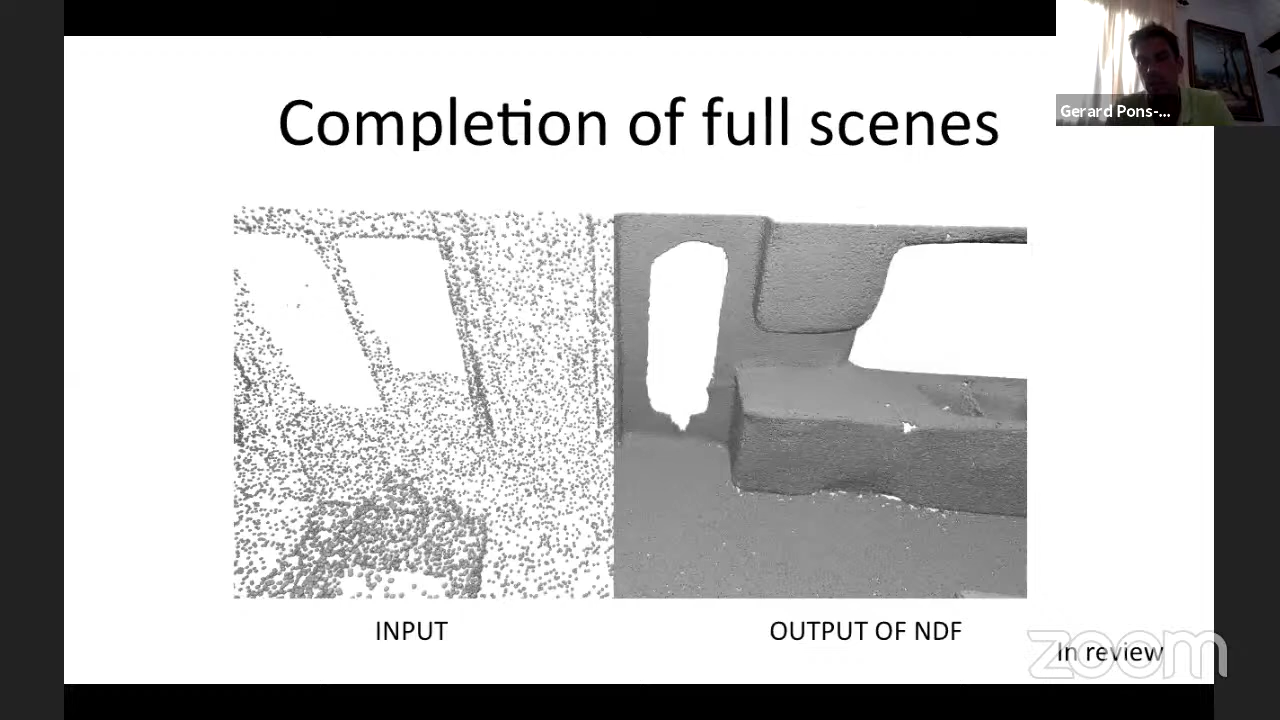 Completion of full scenes
Gerard Pons-...
INPUT
OUTPUT OF NDF
In review
zoom